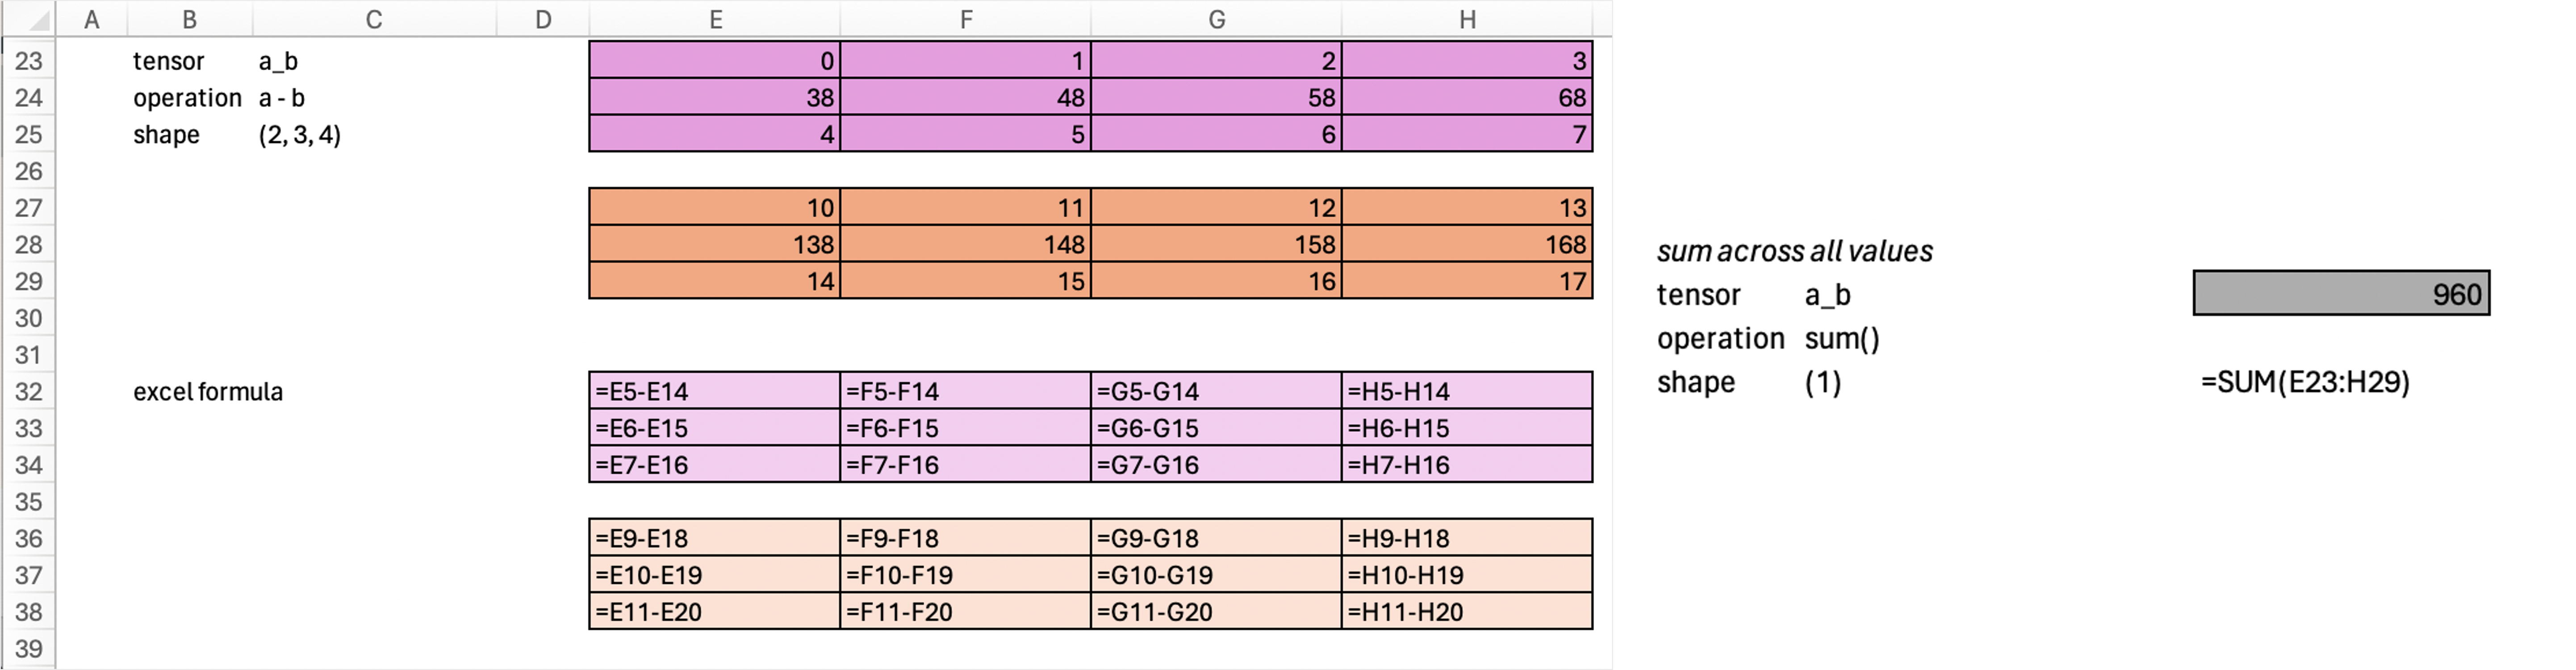 A B C D E F G H
23 tensor a_b 0 1 2 3
24 operation a - b 38 48 58 68
25 shape (2, 3, 4) 4 5 6 7
26
27 10 11 12 13
28 138 148 158 168
29 14 15 16 17
30
31
32 excel formula =E5-E14 =F5-F14 =G5-G14 =H5-H14
33 =E6-E15 =F6-F15 =G6-G15 =H6-H15
34 =E7-E16 =F7-F16 =G7-G16 =H7-H16
35
36 =E9-E18 =F9-F18 =G9-G18 =H9-H18
37 =E10-E19 =F10-F19 =G10-G19 =H10-H19
38 =E11-E20 =F11-F20 =G11-G20 =H11-H20
39
sum across all values
tensor a_b 960
operation sum()
shape (1) =SUM(E23:H29)